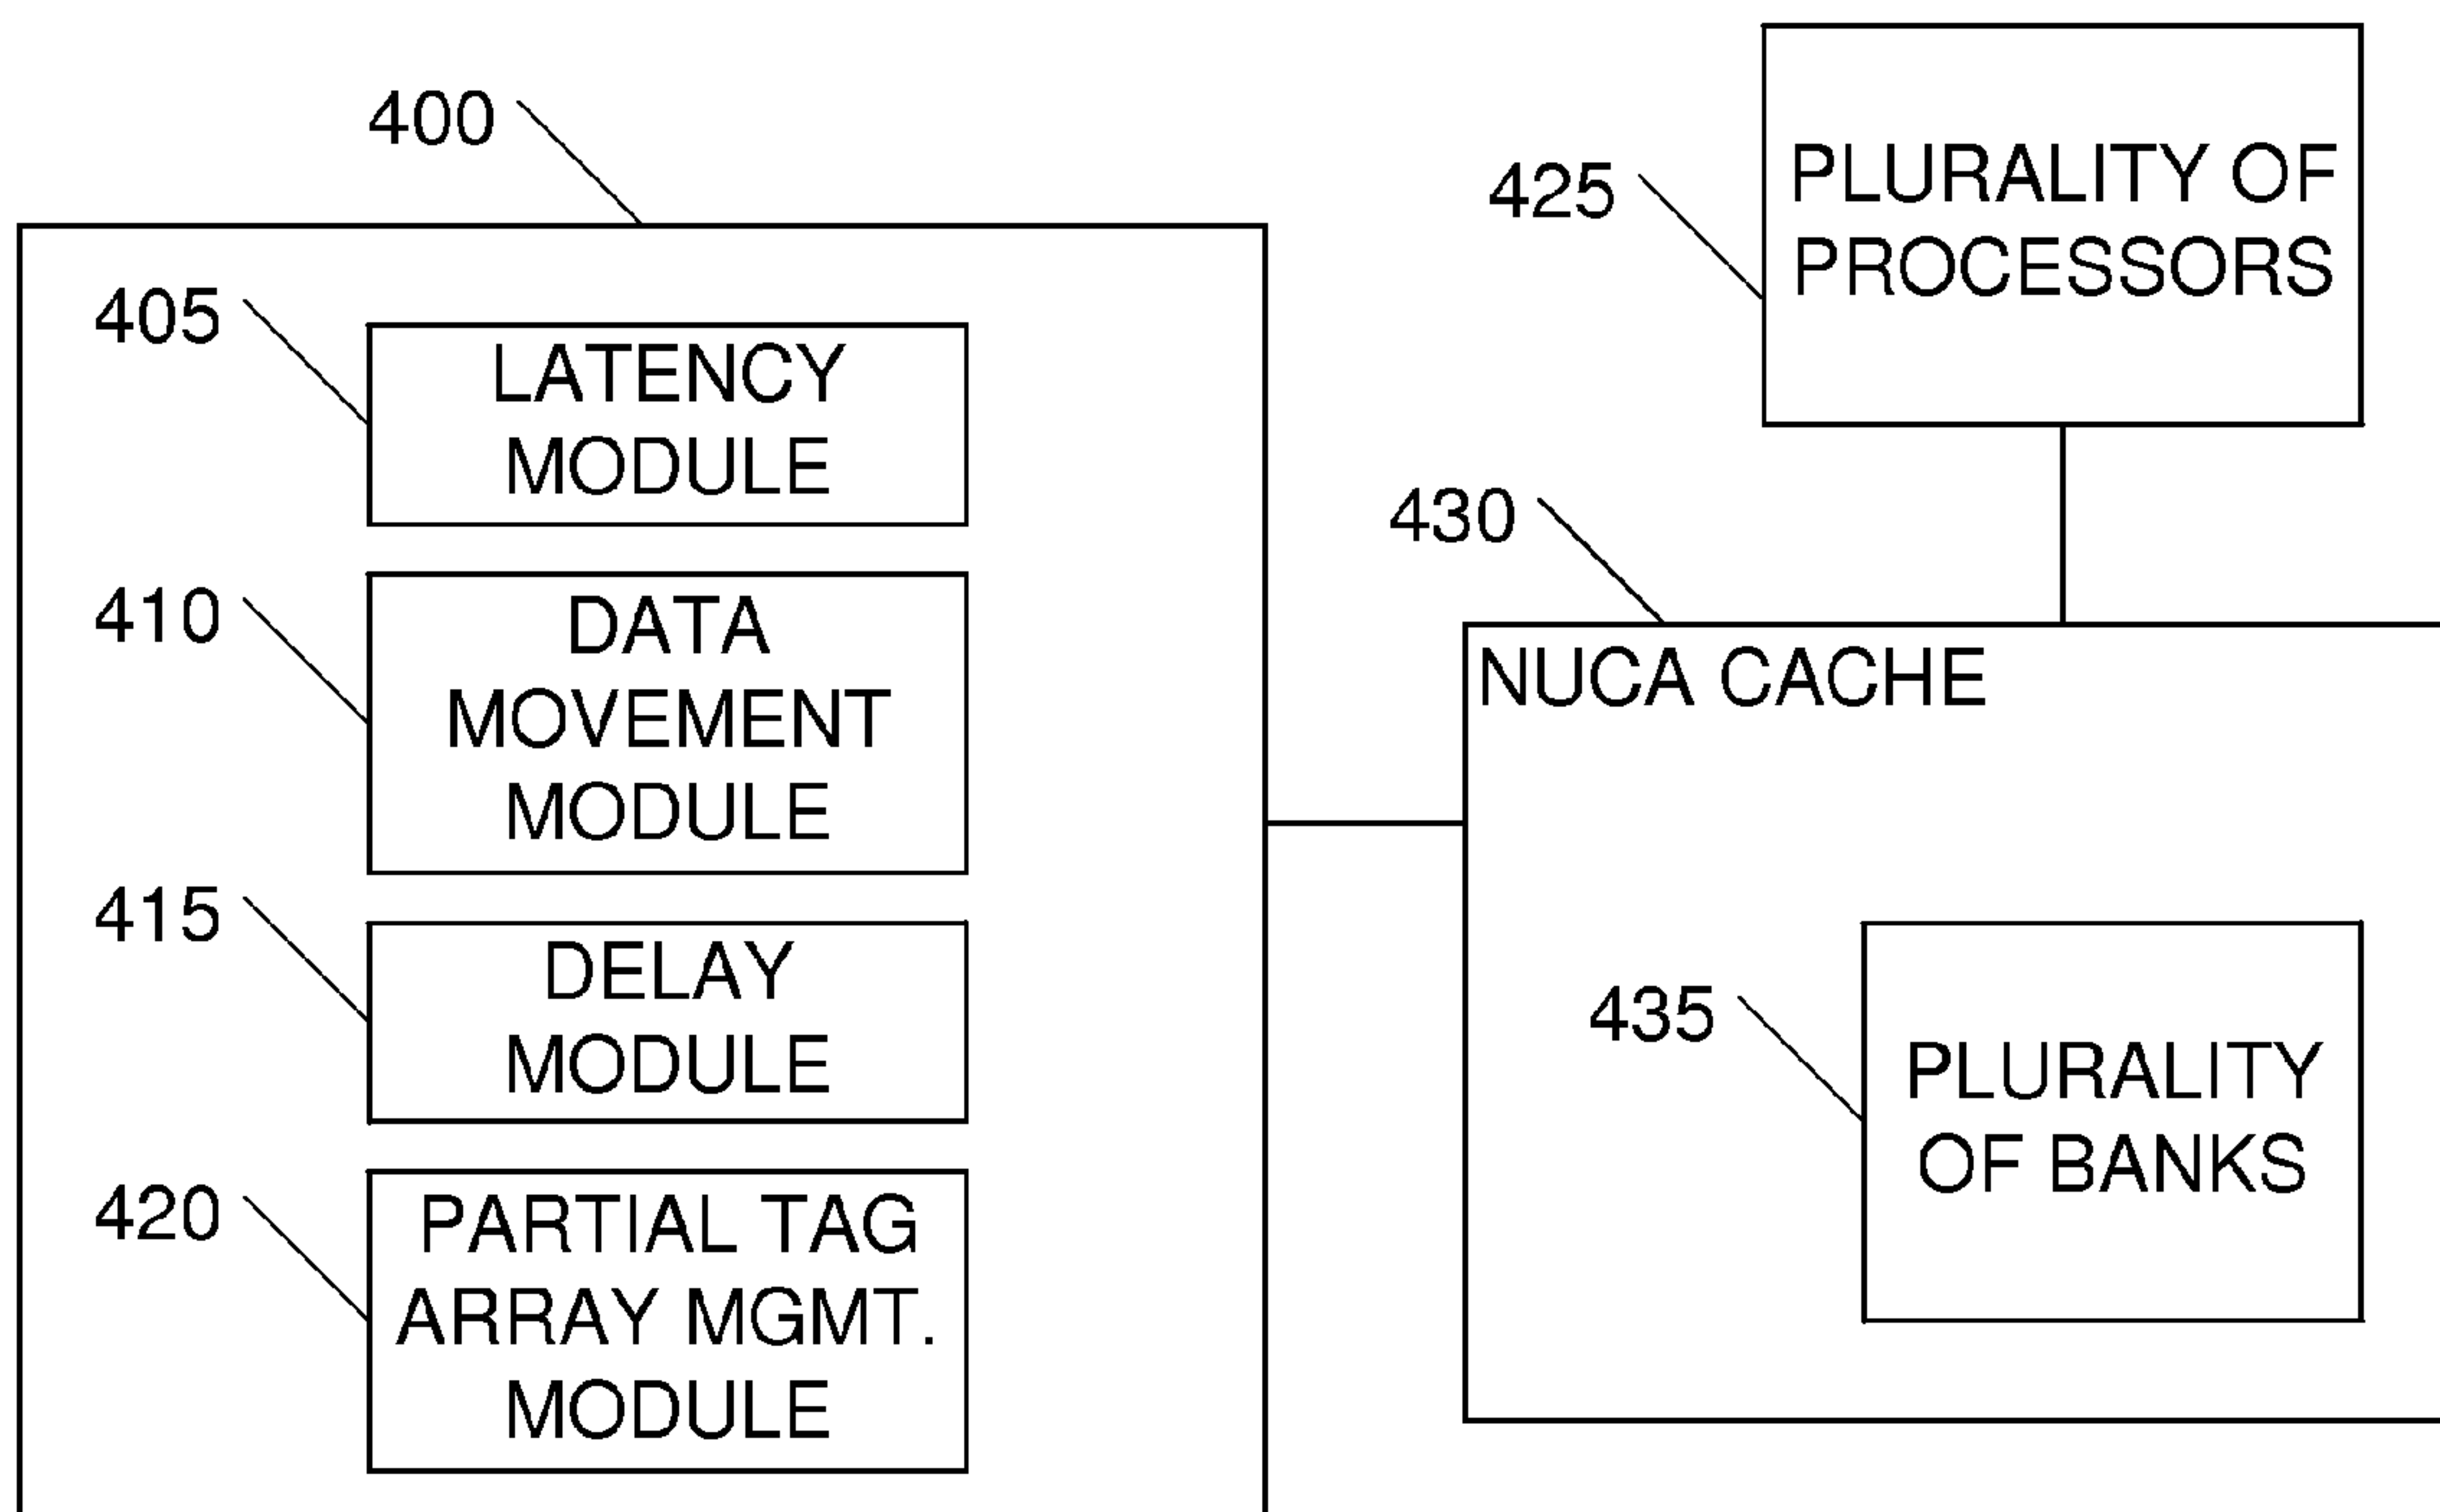 400
405
LATENCY
MODULE
410
DATA
MOVEMENT
MODULE
415
DELAY
MODULE
420
PARTIAL TAG
ARRAY MGMT.
MODULE
425
PLURALITY OF
PROCESSORS
430
NUCA CACHE
435
PLURALITY
OF BANKS